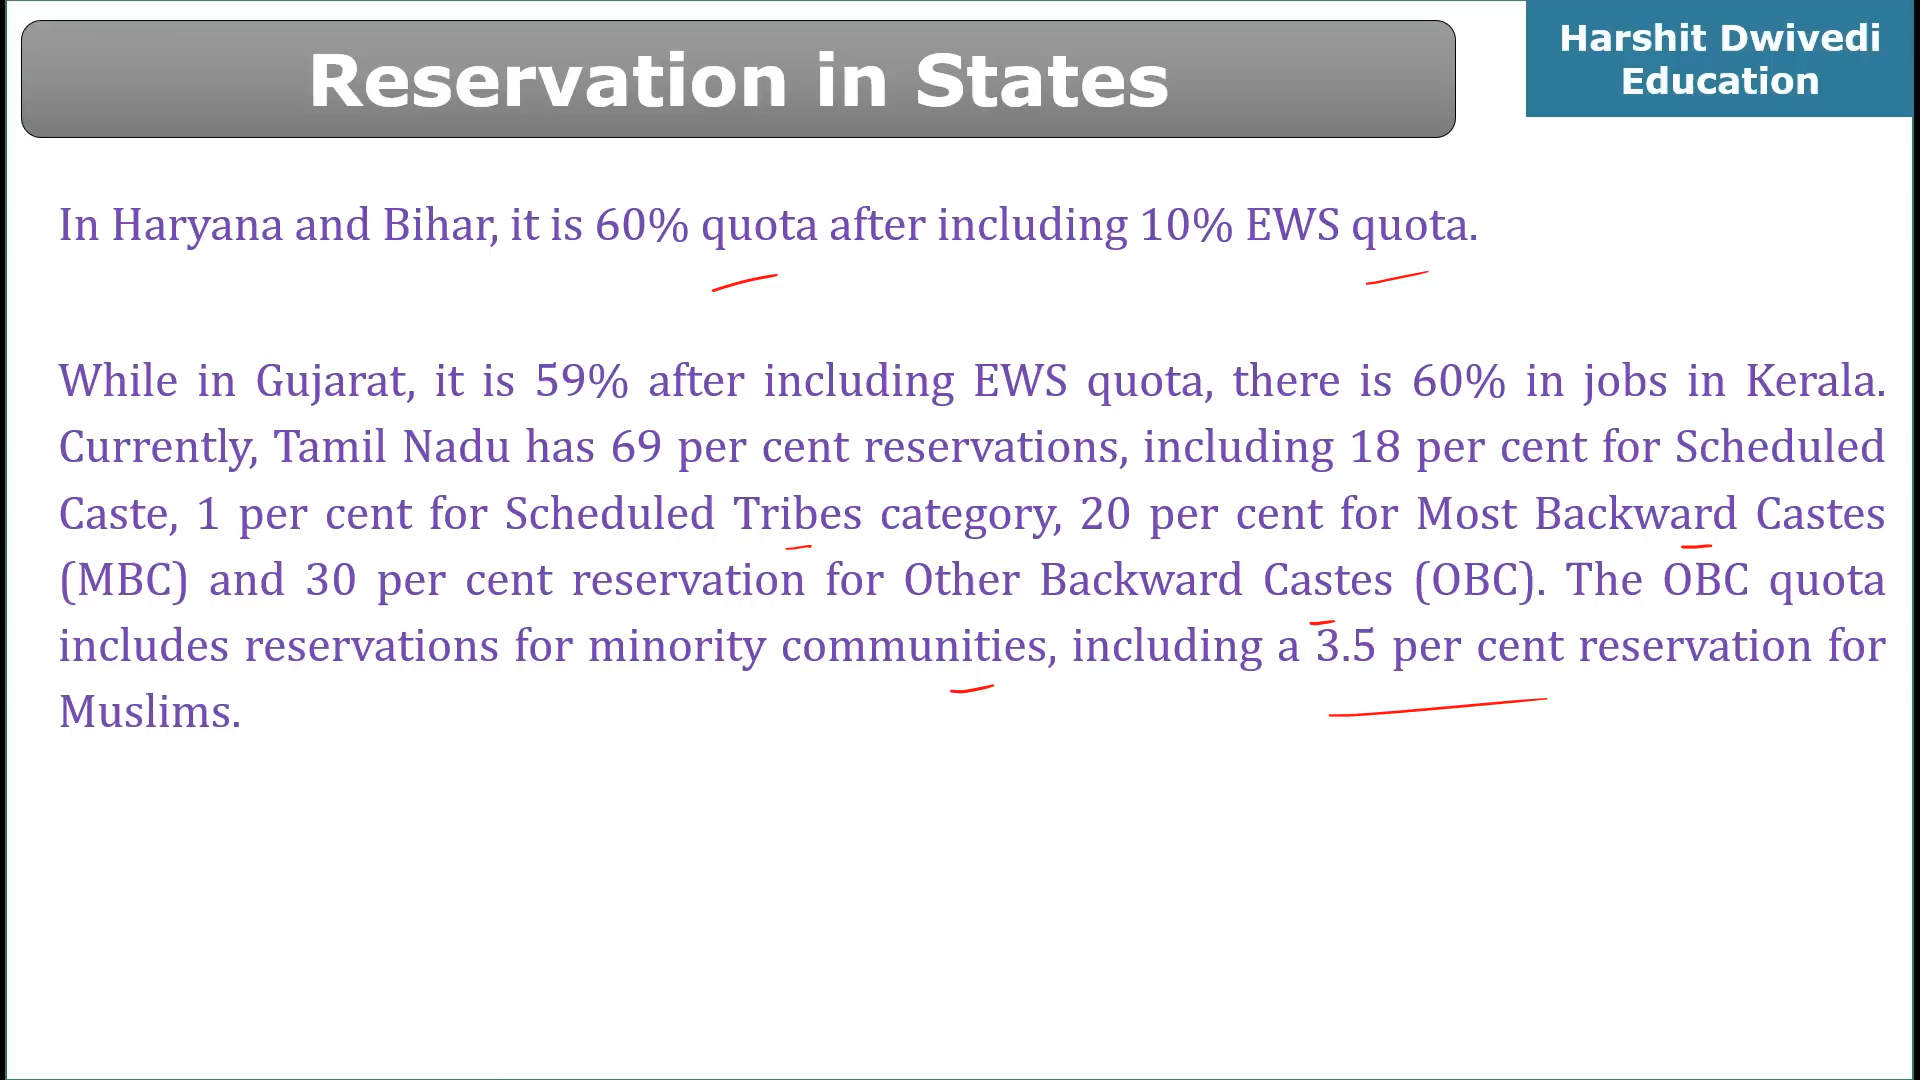 Reservation in States
Harshit Dwivedi
Education
In Haryana and Bihar, it is 60% quota after including 10% EWS quota.
While in Gujarat, it is 59% after including EWS quota, there is 60% in jobs in Kerala.
Currently, Tamil Nadu has 69 per cent reservations, including 18 per cent for Scheduled
Caste, 1 per cent for Scheduled Tribes category, 20 per cent for Most Backward Castes
(MBC) and 30 per cent reservation for Other Backward Castes (OBC). The OBC quota
includes reservations for minority communities, including a 3.5 per cent reservation for
Muslims.